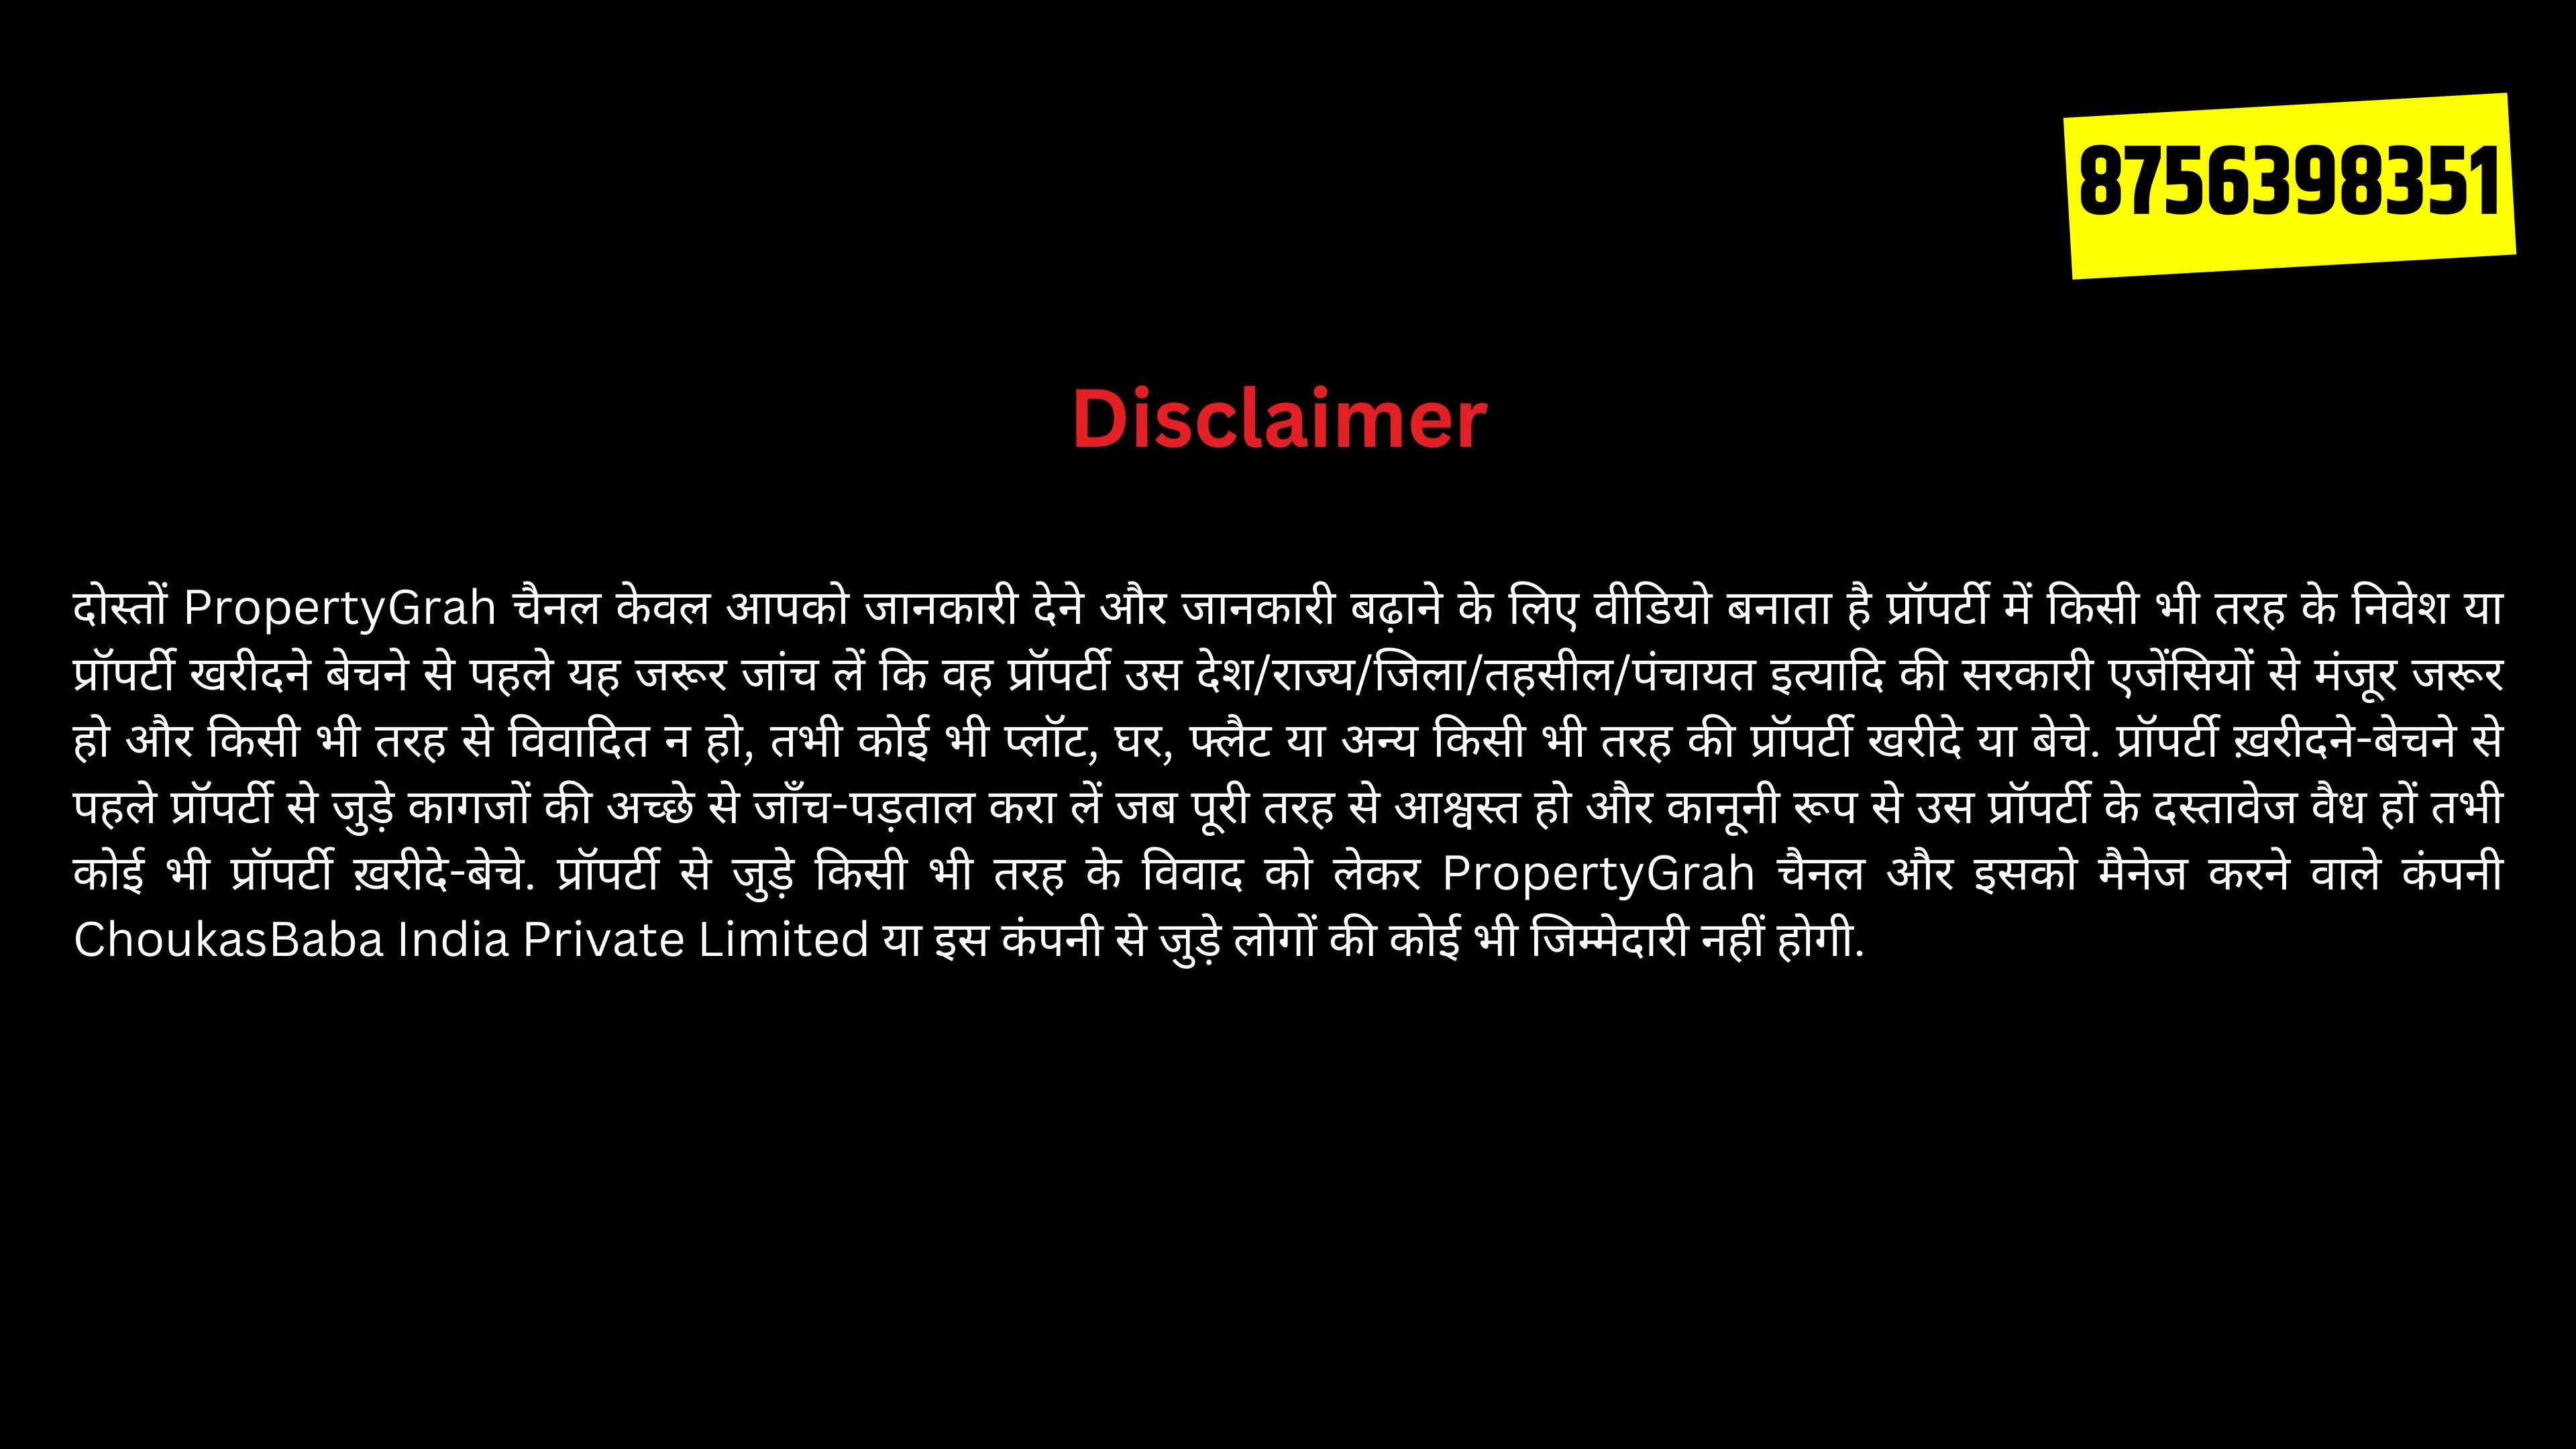 8756398351
Disclaimer
दोस्तों PropertyGrah चैनल केवल आपको जानकारी देने और जानकारी बढ़ाने के लिए वीडियो बनाता है प्रॉपर्टी में किसी भी तरह के निवेश या
प्रॉपर्टी खरीदने बेचने से पहले यह जरूर जांच लें कि वह प्रॉपर्टी उस देश/राज्य/जिला/तहसील/पंचायत इत्यादि की सरकारी एजेंसियों से मंजूर जरूर
हो और किसी भी तरह से विवादित न हो, तभी कोई भी प्लॉट, घर, फ्लैट या अन्य किसी भी तरह की प्रॉपर्टी खरीदे या बेचे. प्रॉपर्टी ख़रीदने-बेचने से
पहले प्रॉपर्टी से जुड़े कागजों की अच्छे से जाँच-पड़ताल करा लें जब पूरी तरह से आश्वस्त हो और कानूनी रूप से उस प्रॉपर्टी के दस्तावेज वैध हों तभी
कोई भी प्रॉपर्टी ख़रीदे-बेचे. प्रॉपर्टी से जुड़े किसी भी तरह के विवाद को लेकर PropertyGrah चैनल और इसको मैनेज करने वाले कंपनी
ChoukasBaba India Private Limited या इस कंपनी से जुड़े लोगों की कोई भी जिम्मेदारी नहीं होगी.